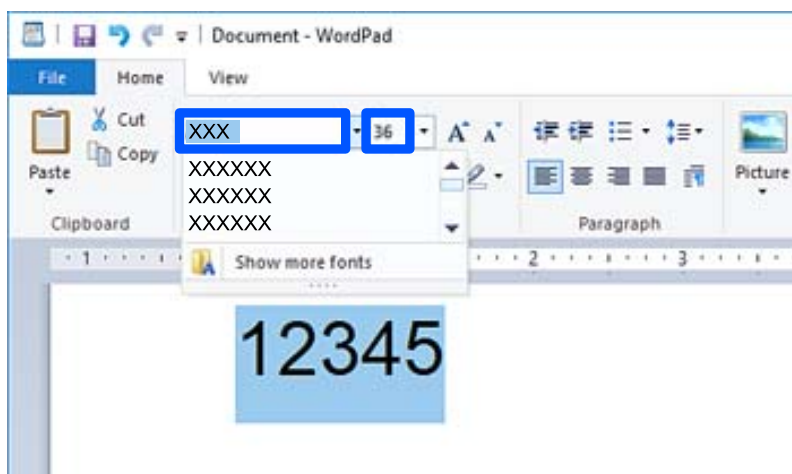 Document - WordPad
File Home View
Cut
XXX 36 A A
Copy
Paste
XXXXXX
XXXXXX
XXXXXX
Picture
Clipboard
Paragraph
Show more fonts
1 2 3
12345